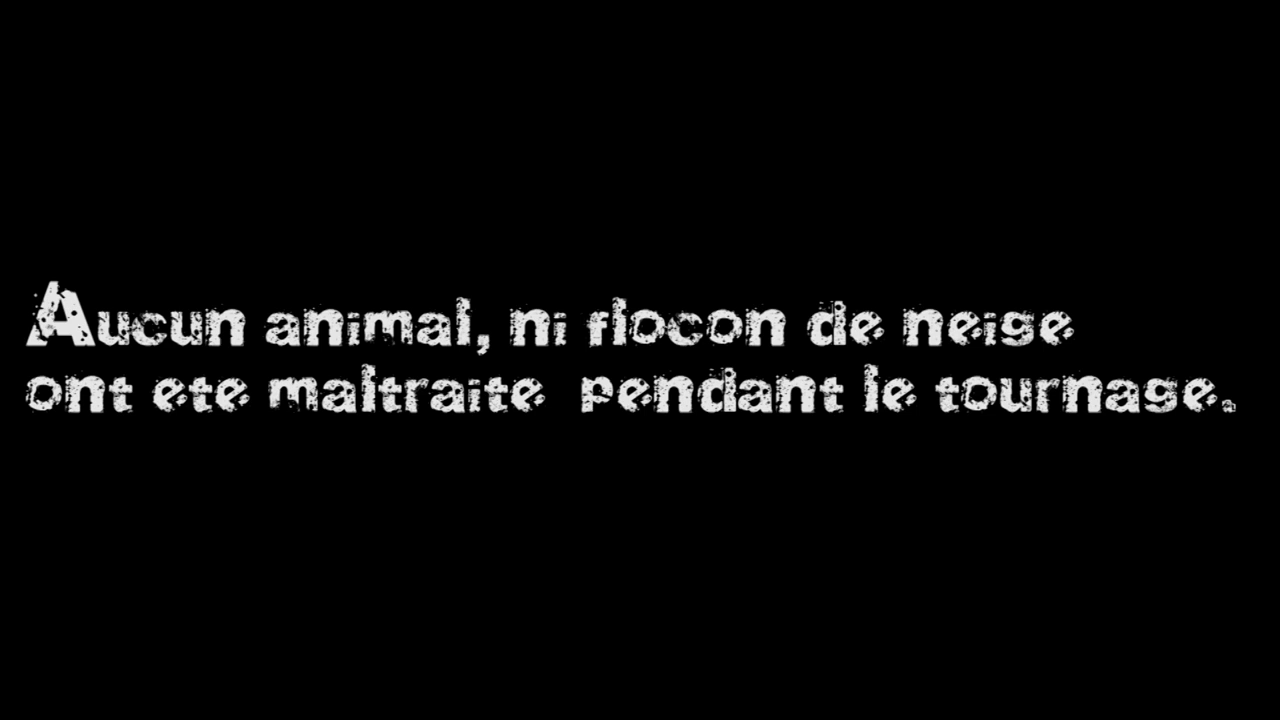 Aucun animal, ni flocon de neige
ont ete maltraite pendant le tournage.